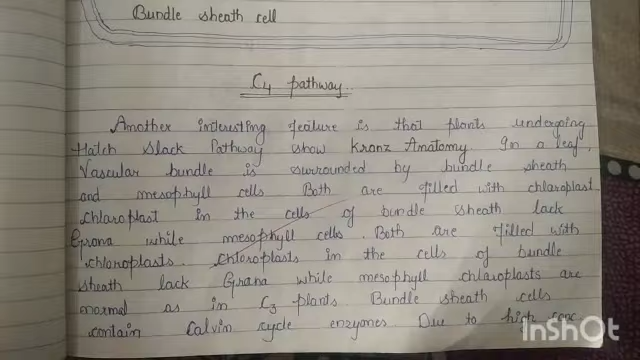 Bundle sheath cell
C4 pathway..
Another interesting feature is that plants undergoing
Hatch Slack Pathway show Kranz Anatomy. In a leaf,
Vascular bundle is surrounded by bundle sheath
and mesophyll cells Both are filled with chloroplast
chloroplast in the cells of bundle sheath lack
Grana while mesophyll cells. Both are filled with
chloroplasts. chloroplasts in the cells of bundle
sheath lack Grana while mesophyll chloroplasts are
normal as in C3 plants. Bundle sheath cells
contain Calvin cycle enzymes. Due to high conc
InShOt